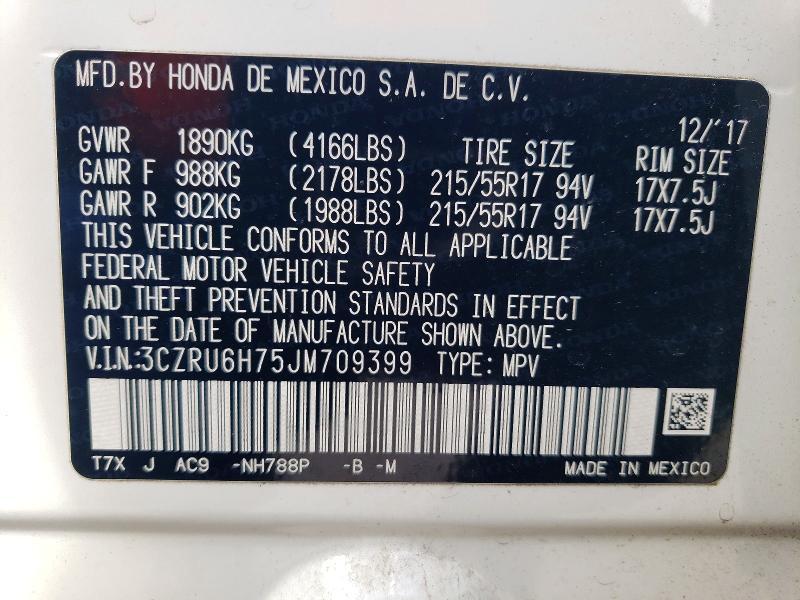 MFD.BY HONDA DE MEXICO S.A. DE C.V.
12/'17
GVWR 1890KG (4166LBS) TIRE SIZE RIM SIZE
GAWR F 988KG (2178LBS) 215/55R17 94V 17X7.5J
GAWR R 902KG (1988LBS) 215/55R17 94V 17X7.5J
THIS VEHICLE CONFORMS TO ALL APPLICABLE
FEDERAL MOTOR VEHICLE SAFETY
AND THEFT PREVENTION STANDARDS IN EFFECT
ON THE DATE OF MANUFACTURE SHOWN ABOVE.
V.I.N.:3CZRU6H75JM709399 TYPE: MPV
T7X J AC9 -NH788P -B -M MADE IN MEXICO